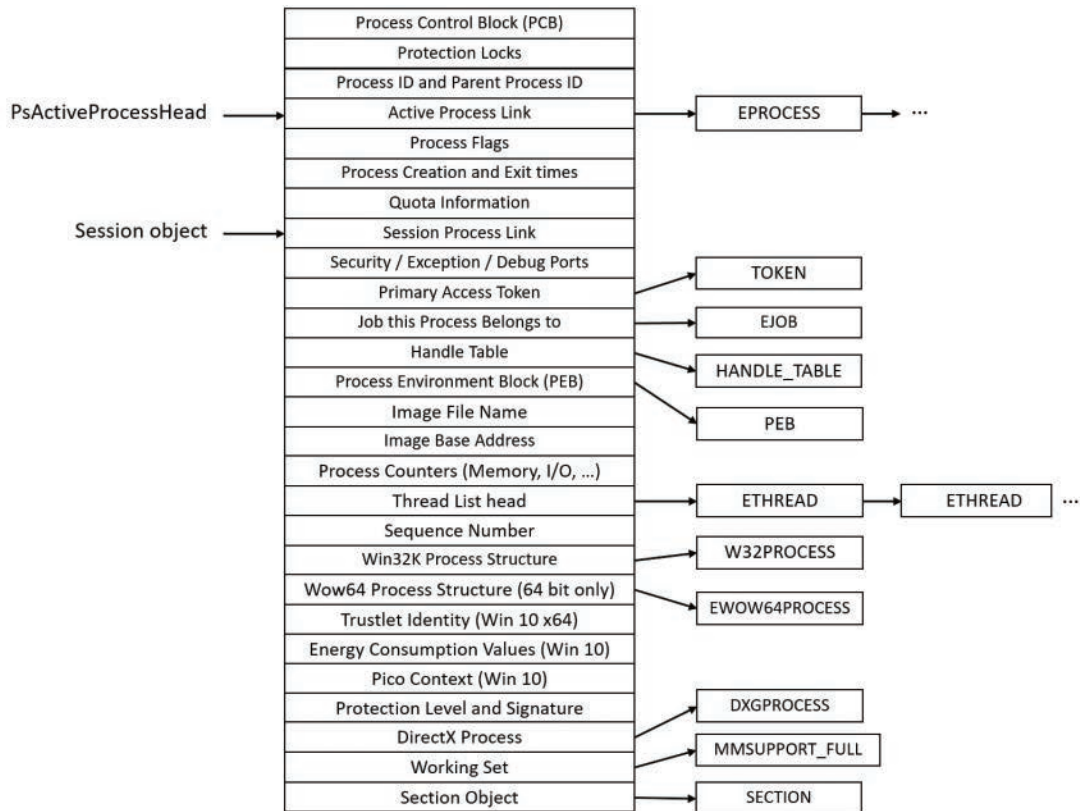 Process Control Block (PCB)
Protection Locks
Process ID and Parent Process ID
PsActiveProcessHead
Active Process Link
EPROCESS
...
Process Flags
Process Creation and Exit times
Quota Information
Session object
Session Process Link
Security / Exception / Debug Ports
TOKEN
Primary Access Token
Job this Process Belongs to
EJOB
Handle Table
HANDLE_TABLE
Process Environment Block (PEB)
PEB
Image File Name
Image Base Address
Process Counters (Memory, I/O, ...)
Thread List head
ETHREAD
ETHREAD
...
Sequence Number
Win32K Process Structure
W32PROCESS
Wow64 Process Structure (64 bit only)
EWOW64PROCESS
Trustlet Identity (Win 10 x64)
Energy Consumption Values (Win 10)
Pico Context (Win 10)
Protection Level and Signature
DXGPROCESS
DirectX Process
Working Set
MMSUPPORT_FULL
Section Object
SECTION